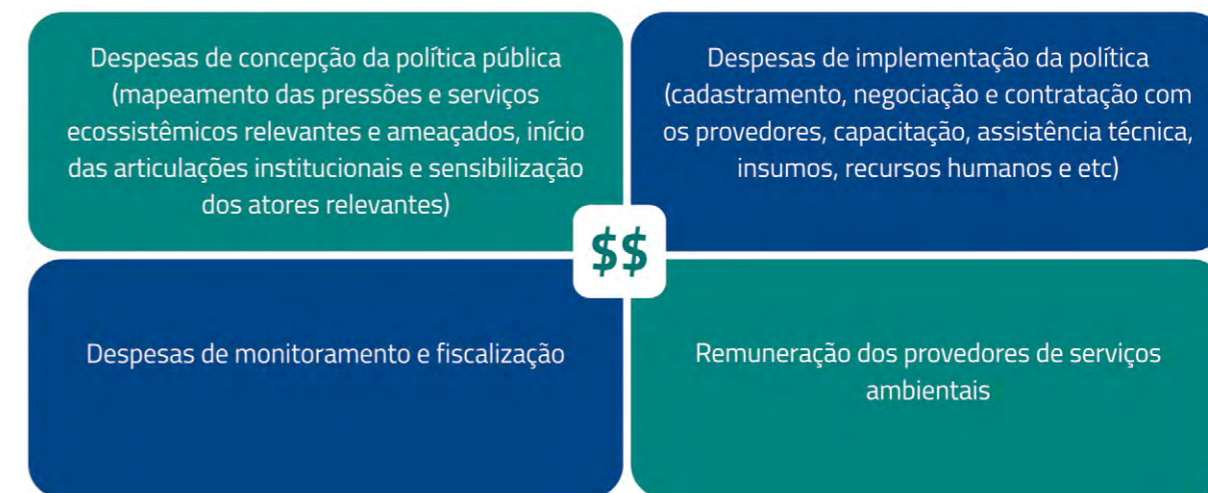 Despesas de concepção da política pública
(mapeamento das pressões e serviços
ecossistêmicos relevantes e ameaçados, início
das articulações institucionais e sensibilização
dos atores relevantes)
Despesas de implementação da política
(cadastramento, negociação e contratação com
os provedores, capacitação, assistência técnica,
insumos, recursos humanos e etc)
$$
Despesas de monitoramento e fiscalização
Remuneração dos provedores de serviços
ambientais